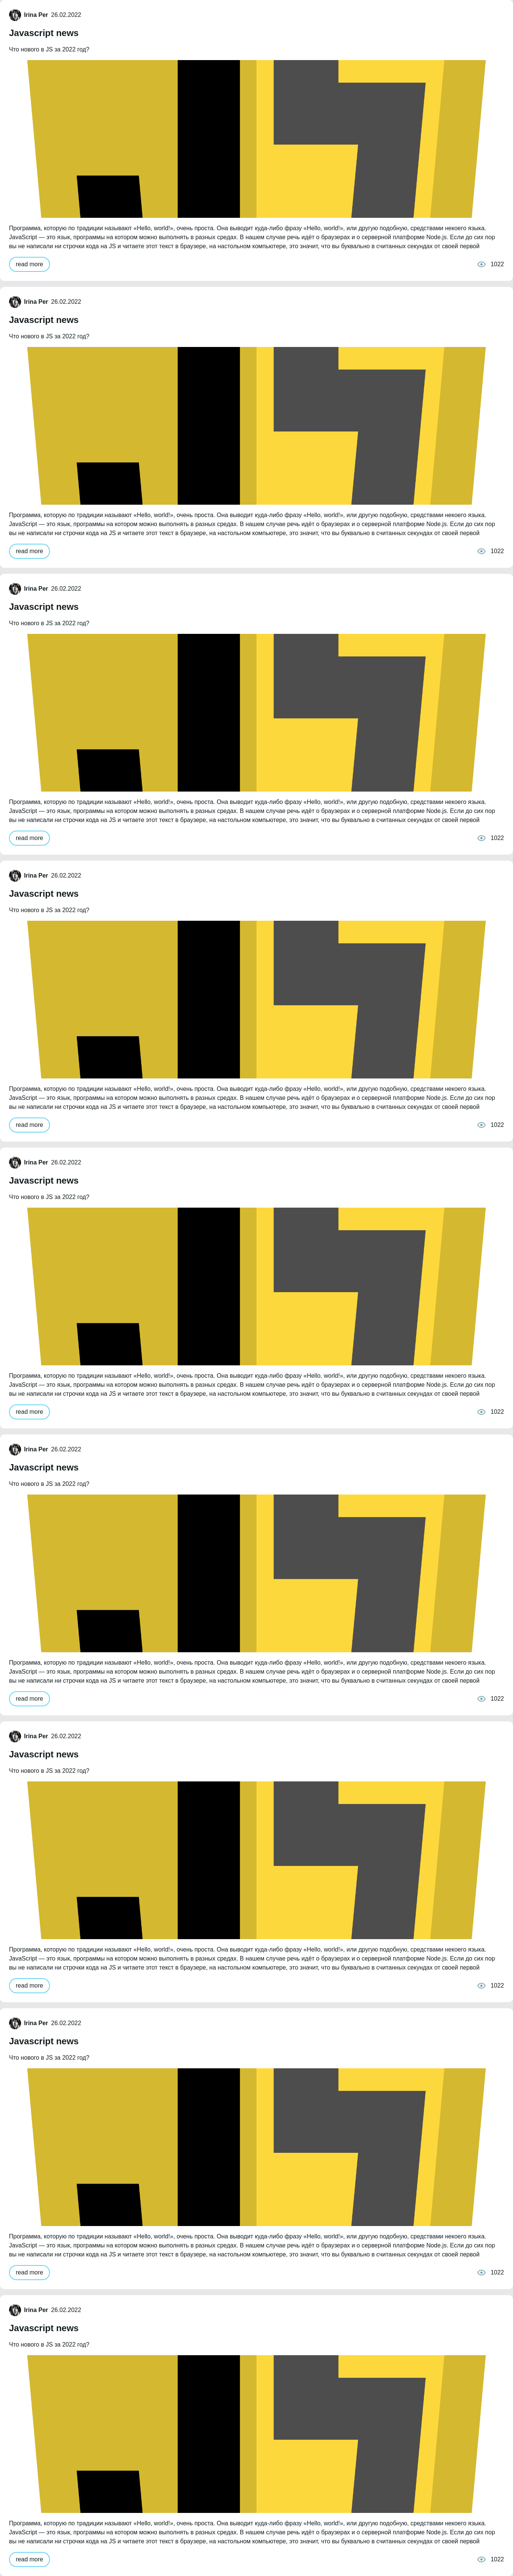 Irina Per 26.02.2022
Javascript news
Что нового в JS за 2022 год?
Программа, которую по традиции называют «Hello, world!», очень проста. Она выводит куда-либо фразу «Hello, world!», или другую подобную, средствами некоего языка.
JavaScript — это язык, программы на котором можно выполнять в разных средах. В нашем случае речь идёт о браузерах и о серверной платформе Node.js. Если до сих пор
вы не написали ни строчки кода на JS и читаете этот текст в браузере, на настольном компьютере, это значит, что вы буквально в считанных секундах от своей первой
read more 1022
Irina Per 26.02.2022
Javascript news
Что нового в JS за 2022 год?
Программа, которую по традиции называют «Hello, world!», очень проста. Она выводит куда-либо фразу «Hello, world!», или другую подобную, средствами некоего языка.
JavaScript — это язык, программы на котором можно выполнять в разных средах. В нашем случае речь идёт о браузерах и о серверной платформе Node.js. Если до сих пор
вы не написали ни строчки кода на JS и читаете этот текст в браузере, на настольном компьютере, это значит, что вы буквально в считанных секундах от своей первой
read more 1022
Irina Per 26.02.2022
Javascript news
Что нового в JS за 2022 год?
Программа, которую по традиции называют «Hello, world!», очень проста. Она выводит куда-либо фразу «Hello, world!», или другую подобную, средствами некоего языка.
JavaScript — это язык, программы на котором можно выполнять в разных средах. В нашем случае речь идёт о браузерах и о серверной платформе Node.js. Если до сих пор
вы не написали ни строчки кода на JS и читаете этот текст в браузере, на настольном компьютере, это значит, что вы буквально в считанных секундах от своей первой
read more 1022
Irina Per 26.02.2022
Javascript news
Что нового в JS за 2022 год?
Программа, которую по традиции называют «Hello, world!», очень проста. Она выводит куда-либо фразу «Hello, world!», или другую подобную, средствами некоего языка.
JavaScript — это язык, программы на котором можно выполнять в разных средах. В нашем случае речь идёт о браузерах и о серверной платформе Node.js. Если до сих пор
вы не написали ни строчки кода на JS и читаете этот текст в браузере, на настольном компьютере, это значит, что вы буквально в считанных секундах от своей первой
read more 1022
Irina Per 26.02.2022
Javascript news
Что нового в JS за 2022 год?
Программа, которую по традиции называют «Hello, world!», очень проста. Она выводит куда-либо фразу «Hello, world!», или другую подобную, средствами некоего языка.
JavaScript — это язык, программы на котором можно выполнять в разных средах. В нашем случае речь идёт о браузерах и о серверной платформе Node.js. Если до сих пор
вы не написали ни строчки кода на JS и читаете этот текст в браузере, на настольном компьютере, это значит, что вы буквально в считанных секундах от своей первой
read more 1022
Irina Per 26.02.2022
Javascript news
Что нового в JS за 2022 год?
Программа, которую по традиции называют «Hello, world!», очень проста. Она выводит куда-либо фразу «Hello, world!», или другую подобную, средствами некоего языка.
JavaScript — это язык, программы на котором можно выполнять в разных средах. В нашем случае речь идёт о браузерах и о серверной платформе Node.js. Если до сих пор
вы не написали ни строчки кода на JS и читаете этот текст в браузере, на настольном компьютере, это значит, что вы буквально в считанных секундах от своей первой
read more 1022
Irina Per 26.02.2022
Javascript news
Что нового в JS за 2022 год?
Программа, которую по традиции называют «Hello, world!», очень проста. Она выводит куда-либо фразу «Hello, world!», или другую подобную, средствами некоего языка.
JavaScript — это язык, программы на котором можно выполнять в разных средах. В нашем случае речь идёт о браузерах и о серверной платформе Node.js. Если до сих пор
вы не написали ни строчки кода на JS и читаете этот текст в браузере, на настольном компьютере, это значит, что вы буквально в считанных секундах от своей первой
read more 1022
Irina Per 26.02.2022
Javascript news
Что нового в JS за 2022 год?
Программа, которую по традиции называют «Hello, world!», очень проста. Она выводит куда-либо фразу «Hello, world!», или другую подобную, средствами некоего языка.
JavaScript — это язык, программы на котором можно выполнять в разных средах. В нашем случае речь идёт о браузерах и о серверной платформе Node.js. Если до сих пор
вы не написали ни строчки кода на JS и читаете этот текст в браузере, на настольном компьютере, это значит, что вы буквально в считанных секундах от своей первой
read more 1022
Irina Per 26.02.2022
Javascript news
Что нового в JS за 2022 год?
Программа, которую по традиции называют «Hello, world!», очень проста. Она выводит куда-либо фразу «Hello, world!», или другую подобную, средствами некоего языка.
JavaScript — это язык, программы на котором можно выполнять в разных средах. В нашем случае речь идёт о браузерах и о серверной платформе Node.js. Если до сих пор
вы не написали ни строчки кода на JS и читаете этот текст в браузере, на настольном компьютере, это значит, что вы буквально в считанных секундах от своей первой
read more 1022